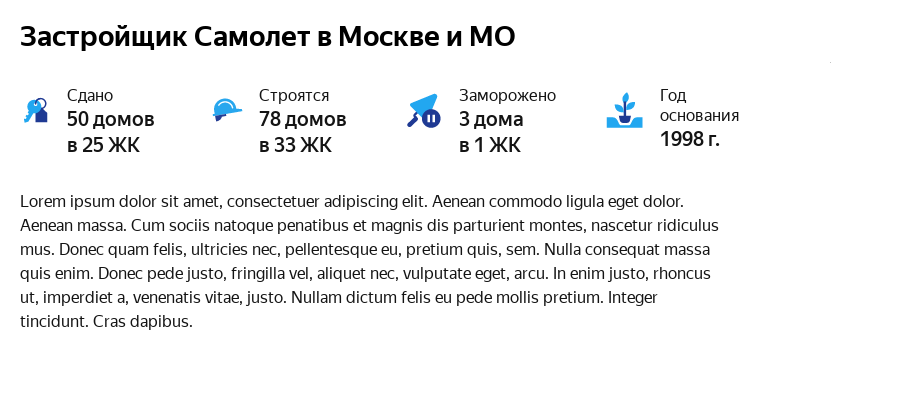 Застройщик Самолет в Москве и МО
Сдано
50 домов
в 25 ЖК
Строятся
78 домов
в 33 ЖК
Заморожено
3 дома
в 1 ЖК
Год
основания
1998 г.
Lorem ipsum dolor sit amet, consectetuer adipiscing elit. Aenean commodo ligula eget dolor.
Aenean massa. Cum sociis natoque penatibus et magnis dis parturient montes, nascetur ridiculus
mus. Donec quam felis, ultricies nec, pellentesque eu, pretium quis, sem. Nulla consequat massa
quis enim. Donec pede justo, fringilla vel, aliquet nec, vulputate eget, arcu. In enim justo, rhoncus
ut, imperdiet a, venenatis vitae, justo. Nullam dictum felis eu pede mollis pretium. Integer
tincidunt. Cras dapibus.